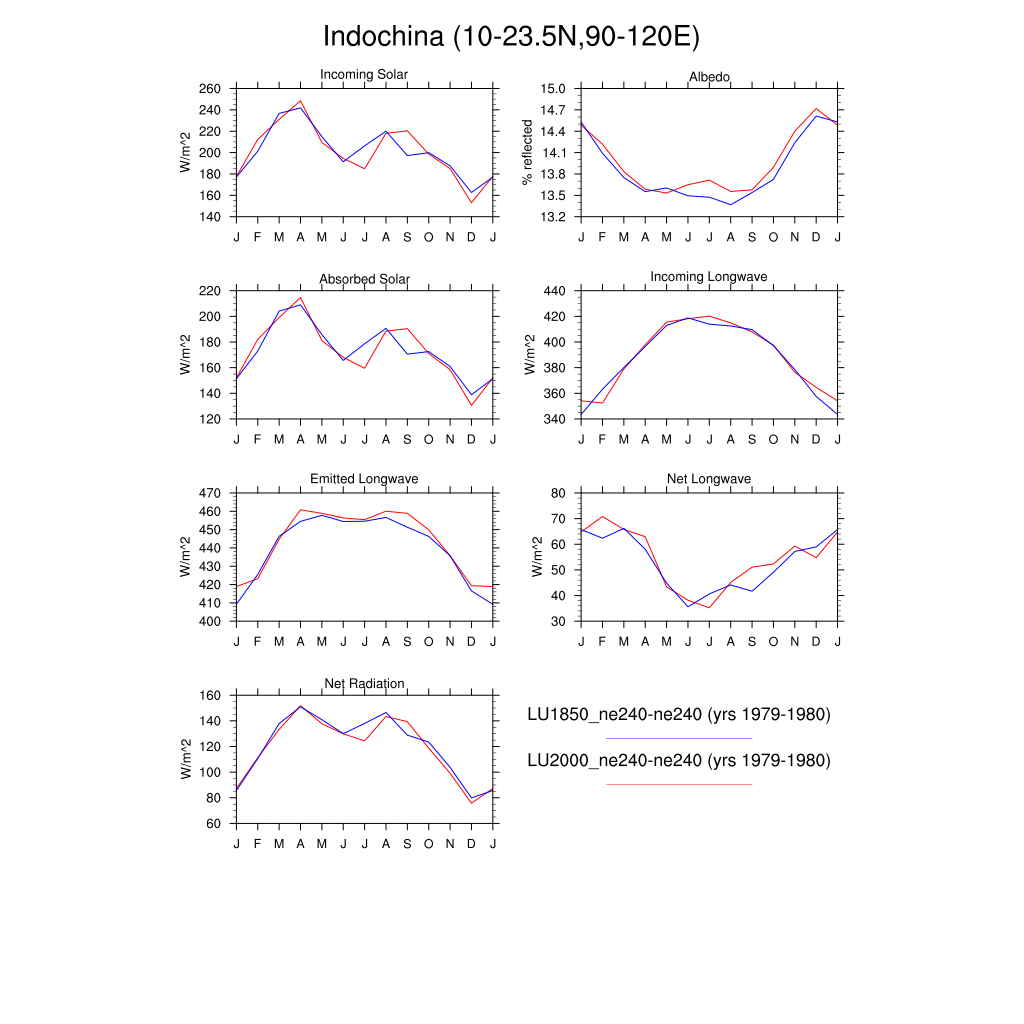 Indochina (10-23.5N,90-120E)
Incoming Solar
W/m^2
260
240
220
200
180
160
140
J F M A M J J A S O N D J
Albedo
% reflected
15.0
14.7
14.4
14.1
13.8
13.5
13.2
J F M A M J J A S O N D J
Absorbed Solar
W/m^2
220
200
180
160
140
120
J F M A M J J A S O N D J
Incoming Longwave
W/m^2
440
420
400
380
360
340
J F M A M J J A S O N D J
Emitted Longwave
W/m^2
470
460
450
440
430
420
410
400
J F M A M J J A S O N D J
Net Longwave
W/m^2
80
70
60
50
40
30
J F M A M J J A S O N D J
Net Radiation
W/m^2
160
140
120
100
80
60
J F M A M J J A S O N D J
LU1850_ne240-ne240 (yrs 1979-1980)
LU2000_ne240-ne240 (yrs 1979-1980)